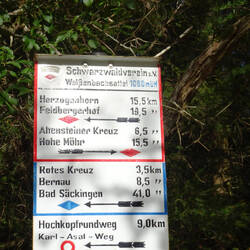 Schwarzwaldverein e.V.
Weißenbachsattel 1080 m ü.M
Herzogenhorn 15,5 km
Feldbergerhof 19,5 "
Altensteiner Kreuz 6,5 "
Hohe Möhr 15,5 "
Rotes Kreuz 3,5 km
Bernau 8,5 "
Bad Säckingen 41,0 "
Hochkopfrundweg 9,0 km
Karl-Asal-Weg